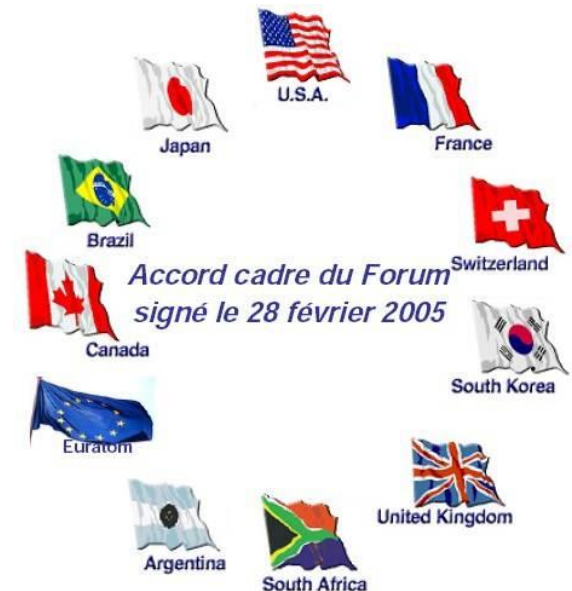 U.S.A.
Japan
France
Brazil
Switzerland
Accord cadre du Forum
signé le 28 février 2005
Canada
South Korea
Euratom
United Kingdom
Argentina
South Africa